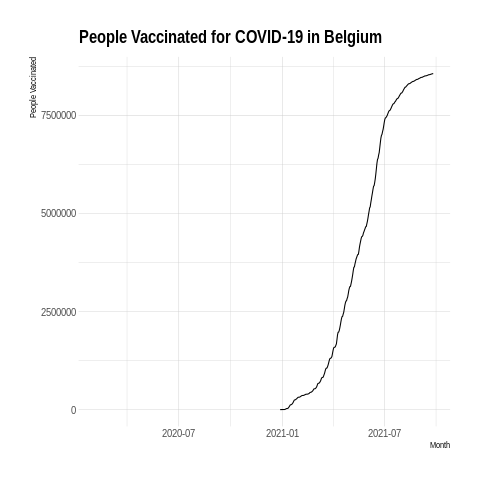 People Vaccinated for COVID-19 in Belgium
People Vaccinated
7500000
5000000
2500000
0
2020-07
2021-01
2021-07
Month